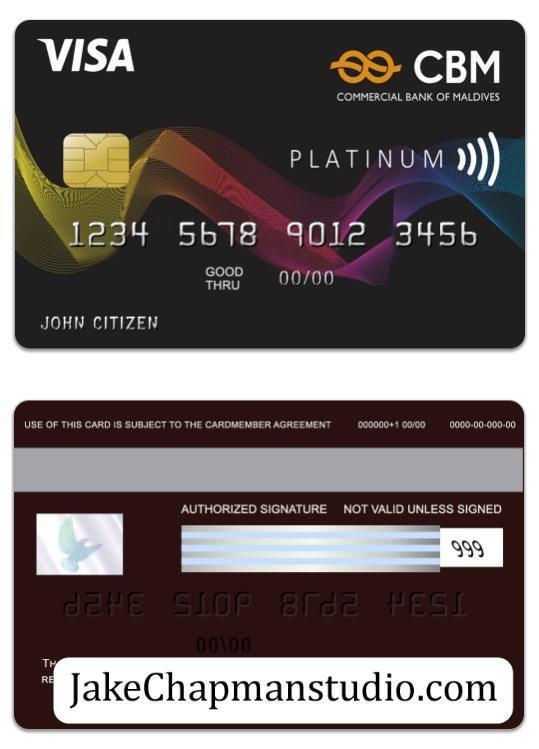 VISA
CBM
COMMERCIAL BANK OF MALDIVES
PLATINUM
1234 5678 9012 3456
GOOD THRU 00/00
JOHN CITIZEN
USE OF THIS CARD IS SUBJECT TO THE CARDMEMBER AGREEMENT 000000+1 00/00 0000-00-000-00
AUTHORIZED SIGNATURE NOT VALID UNLESS SIGNED
999
00/00
JakeChapmanstudio.com